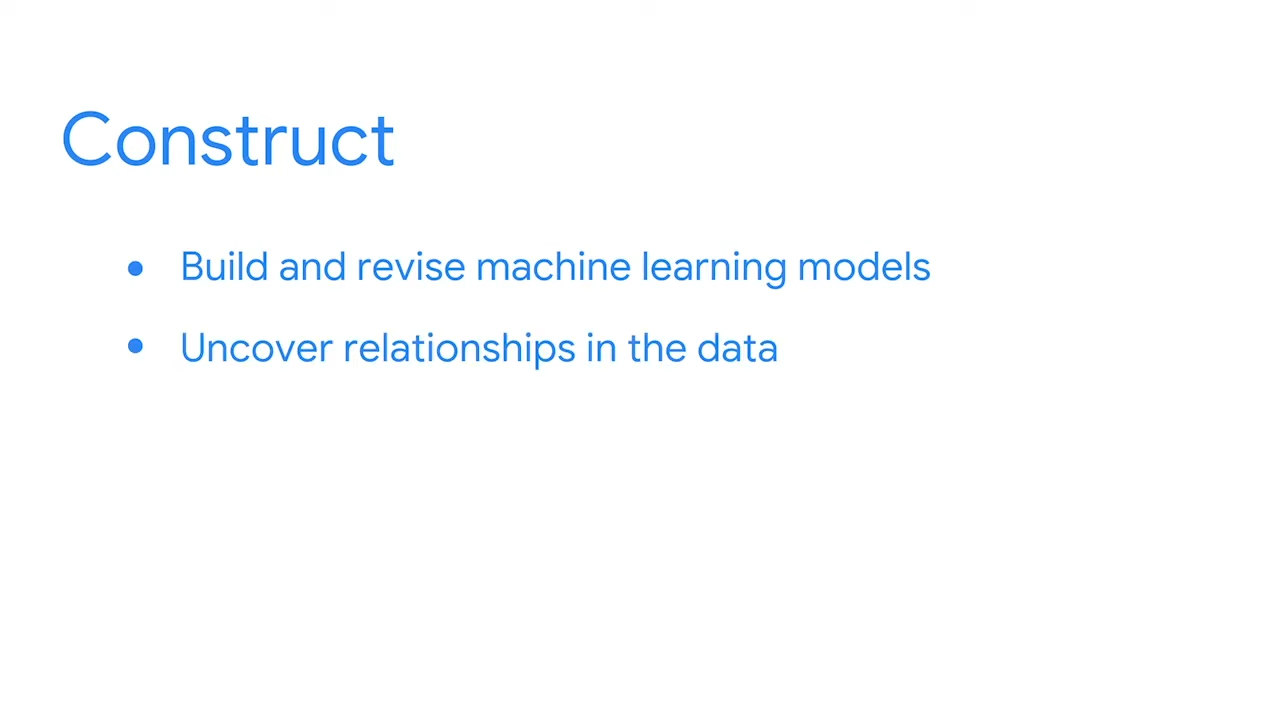 Construct
• Build and revise machine learning models
• Uncover relationships in the data